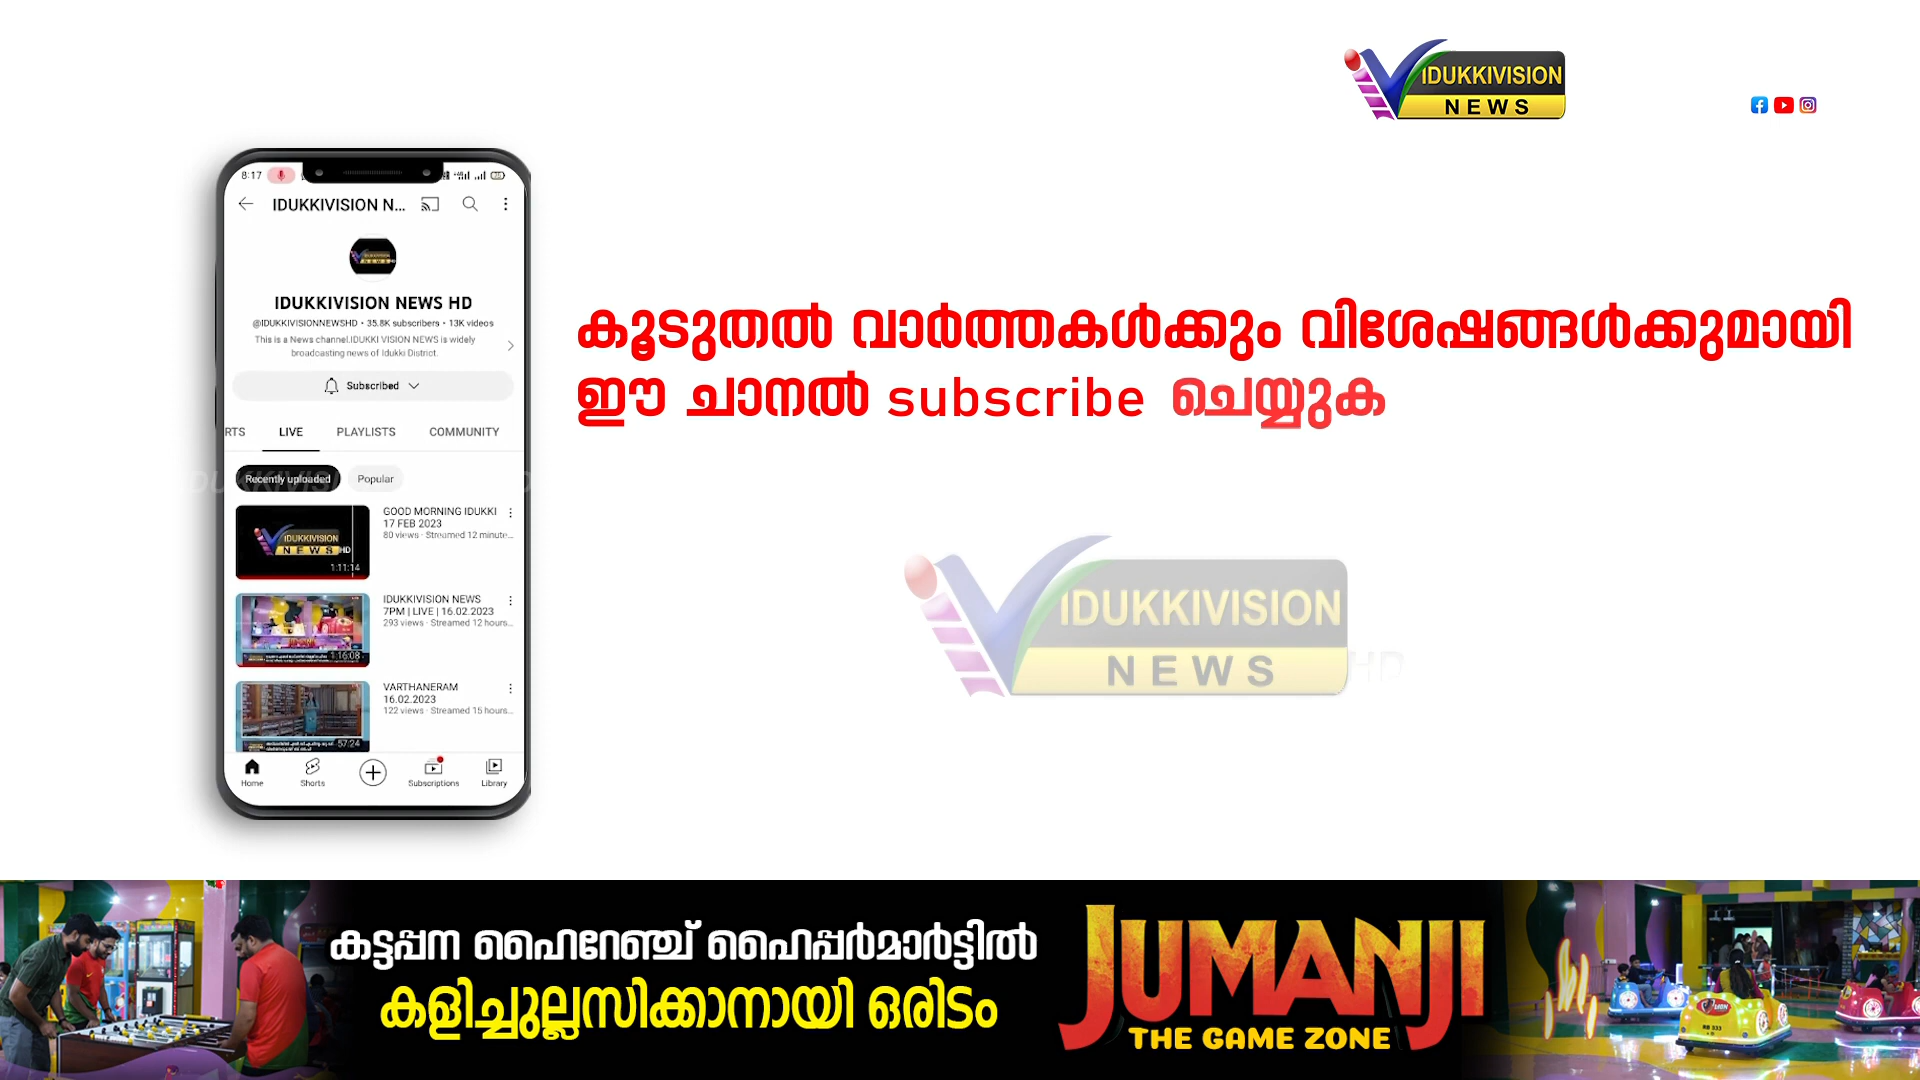 IDUKKIVISION
NEWS
8:17
IDUKKIVISION N...
IDUKKIVISION NEWS HD
@IDUKKIVISIONNEWSHD • 35.8K subscribers • 13K videos
This is a News channel.IDUKKI VISION NEWS is widely
broadcasting news of Idukki District.
Subscribed
RTS LIVE PLAYLISTS COMMUNITY
Recently uploaded Popular
IDUKKIVISION
NEWS HD
1:11:14
GOOD MORNING IDUKKI
17 FEB 2023
80 views · Streamed 12 minute...
1:16:08
IDUKKIVISION NEWS
7PM | LIVE | 16.02.2023
293 views · Streamed 12 hours...
57:24
VARTHANERAM
16.02.2023
122 views · Streamed 15 hours...
Home Shorts Subscriptions Library
കൂടുതൽ വാർത്തകൾക്കും വിശേഷങ്ങൾക്കുമായി
ഈ ചാനൽ subscribe ചെയ്യുക
IDUKKIVISION
NEWS HD
കട്ടപ്പന ഹൈറേഞ്ച് ഹൈപ്പർമാർട്ടിൽ
കളിച്ചുല്ലസിക്കാനായി ഒരിടം
JUMANJI
THE GAME ZONE